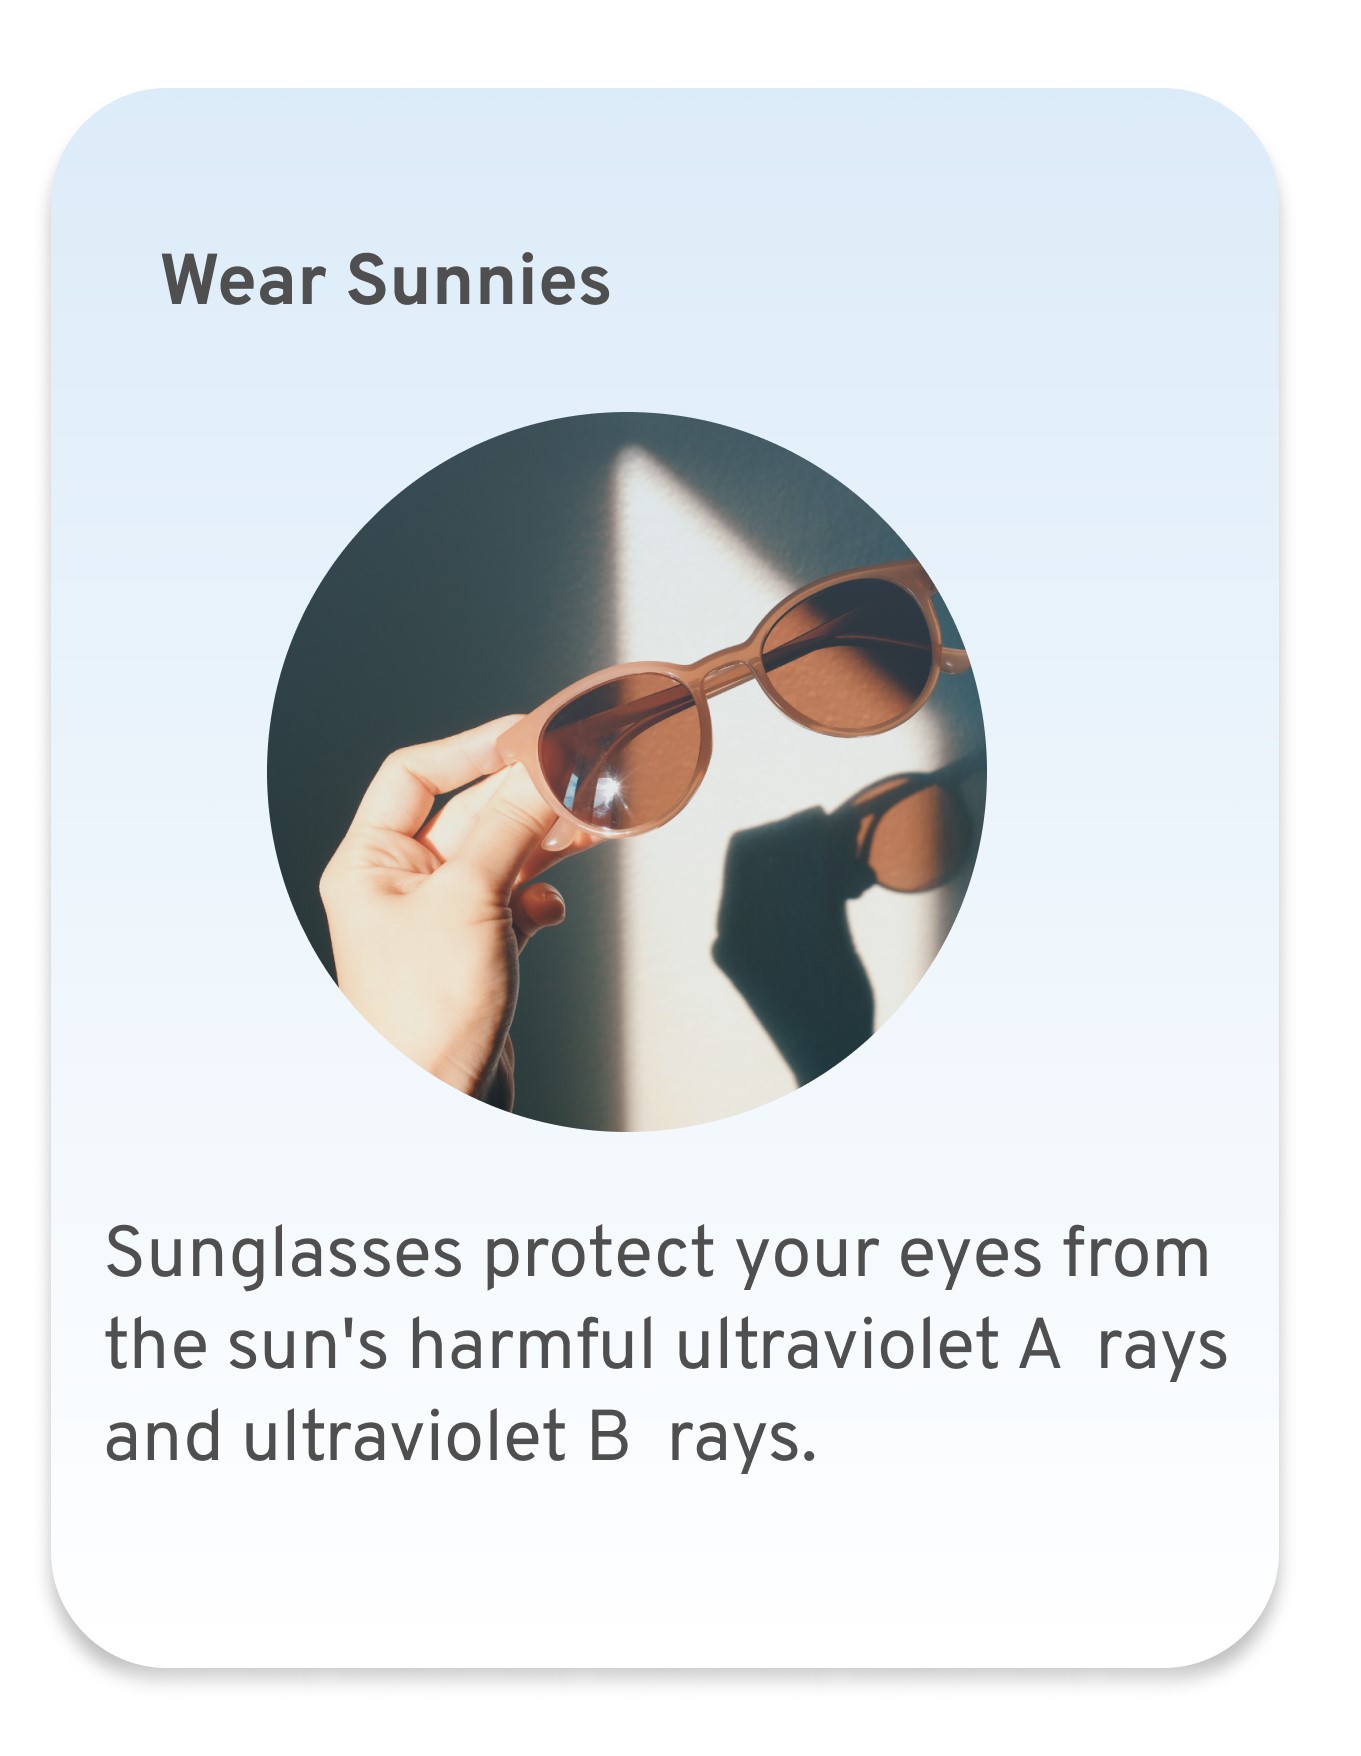 Wear Sunnies
Sunglasses protect your eyes from
the sun's harmful ultraviolet A  rays
and ultraviolet B  rays.